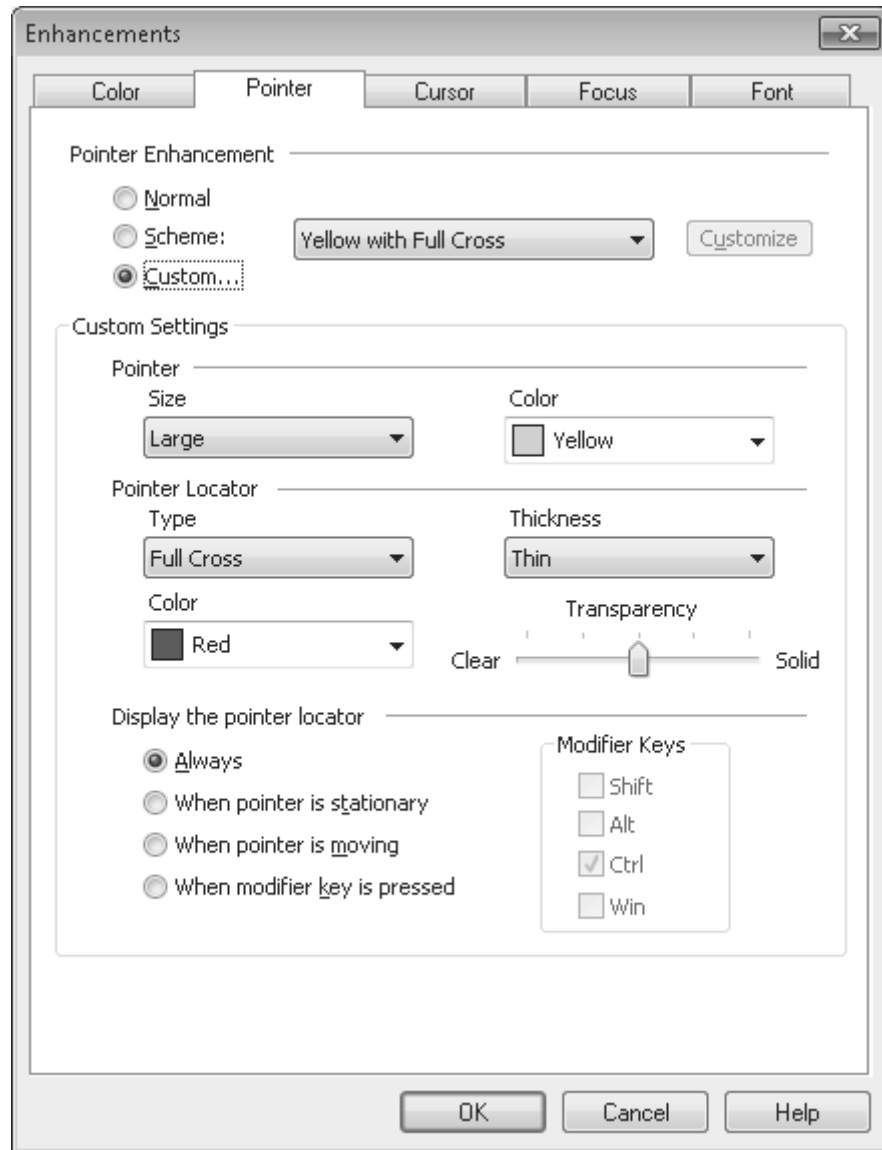 Enhancements
Color Pointer Cursor Focus Font
Pointer Enhancement
Normal
Scheme: Yellow with Full Cross Customize
Custom...
Custom Settings
Pointer
Size Color
Large Yellow
Pointer Locator
Type Thickness
Full Cross Thin
Color Transparency
Red Clear Solid
Display the pointer locator
Modifier Keys
Always Shift
When pointer is stationary Alt
When pointer is moving Ctrl
When modifier key is pressed Win
OK Cancel Help